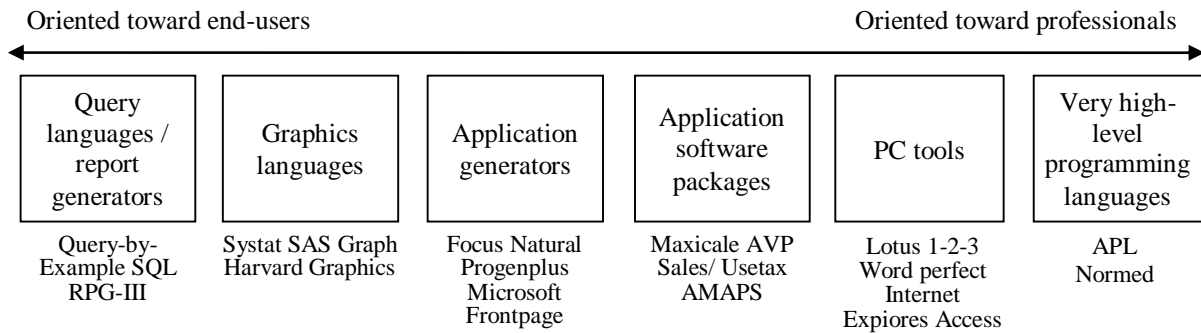 Oriented toward end-users
Oriented toward professionals
Query
languages /
report
generators
Graphics
languages
Application
generators
Application
software
packages
PC tools
Very high-
level
programming
languages
Query-by-
Example SQL
RPG-III
Systat SAS Graph
Harvard Graphics
Focus Natural
Progenplus
Microsoft
Frontpage
Maxicale AVP
Sales/ Usetax
AMAPS
Lotus 1-2-3
Word perfect
Internet
Expiores Access
APL
Normed